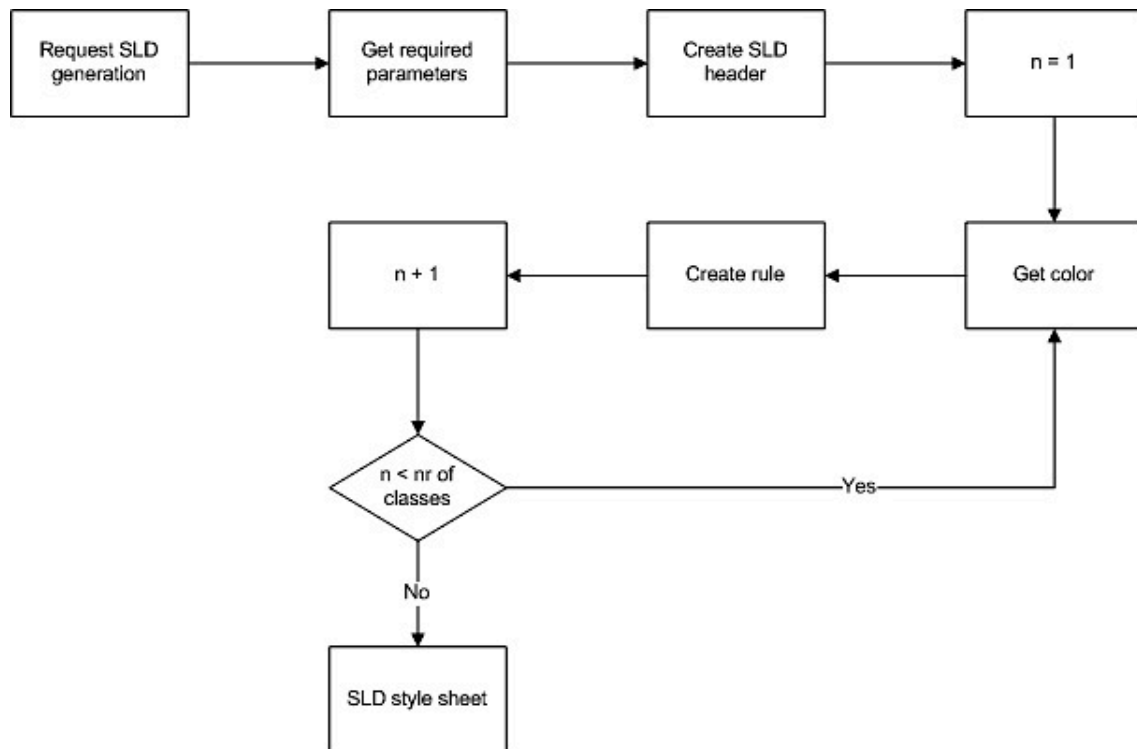 Request SLD
generation
Get required
parameters
Create SLD
header
n = 1
n + 1
Create rule
Get color
n < nr of
classes
Yes
No
SLD style sheet